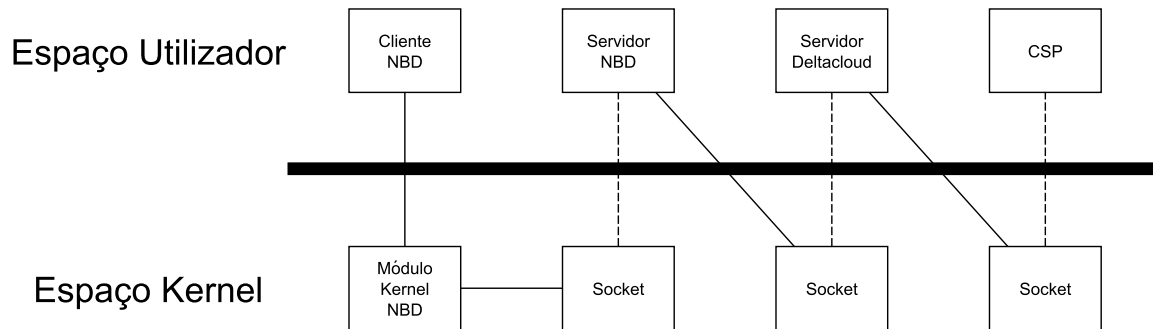 Espaço Utilizador
Cliente
NBD
Servidor
NBD
Servidor
Deltacloud
CSP
Espaço Kernel
Módulo
Kernel
NBD
Socket
Socket
Socket